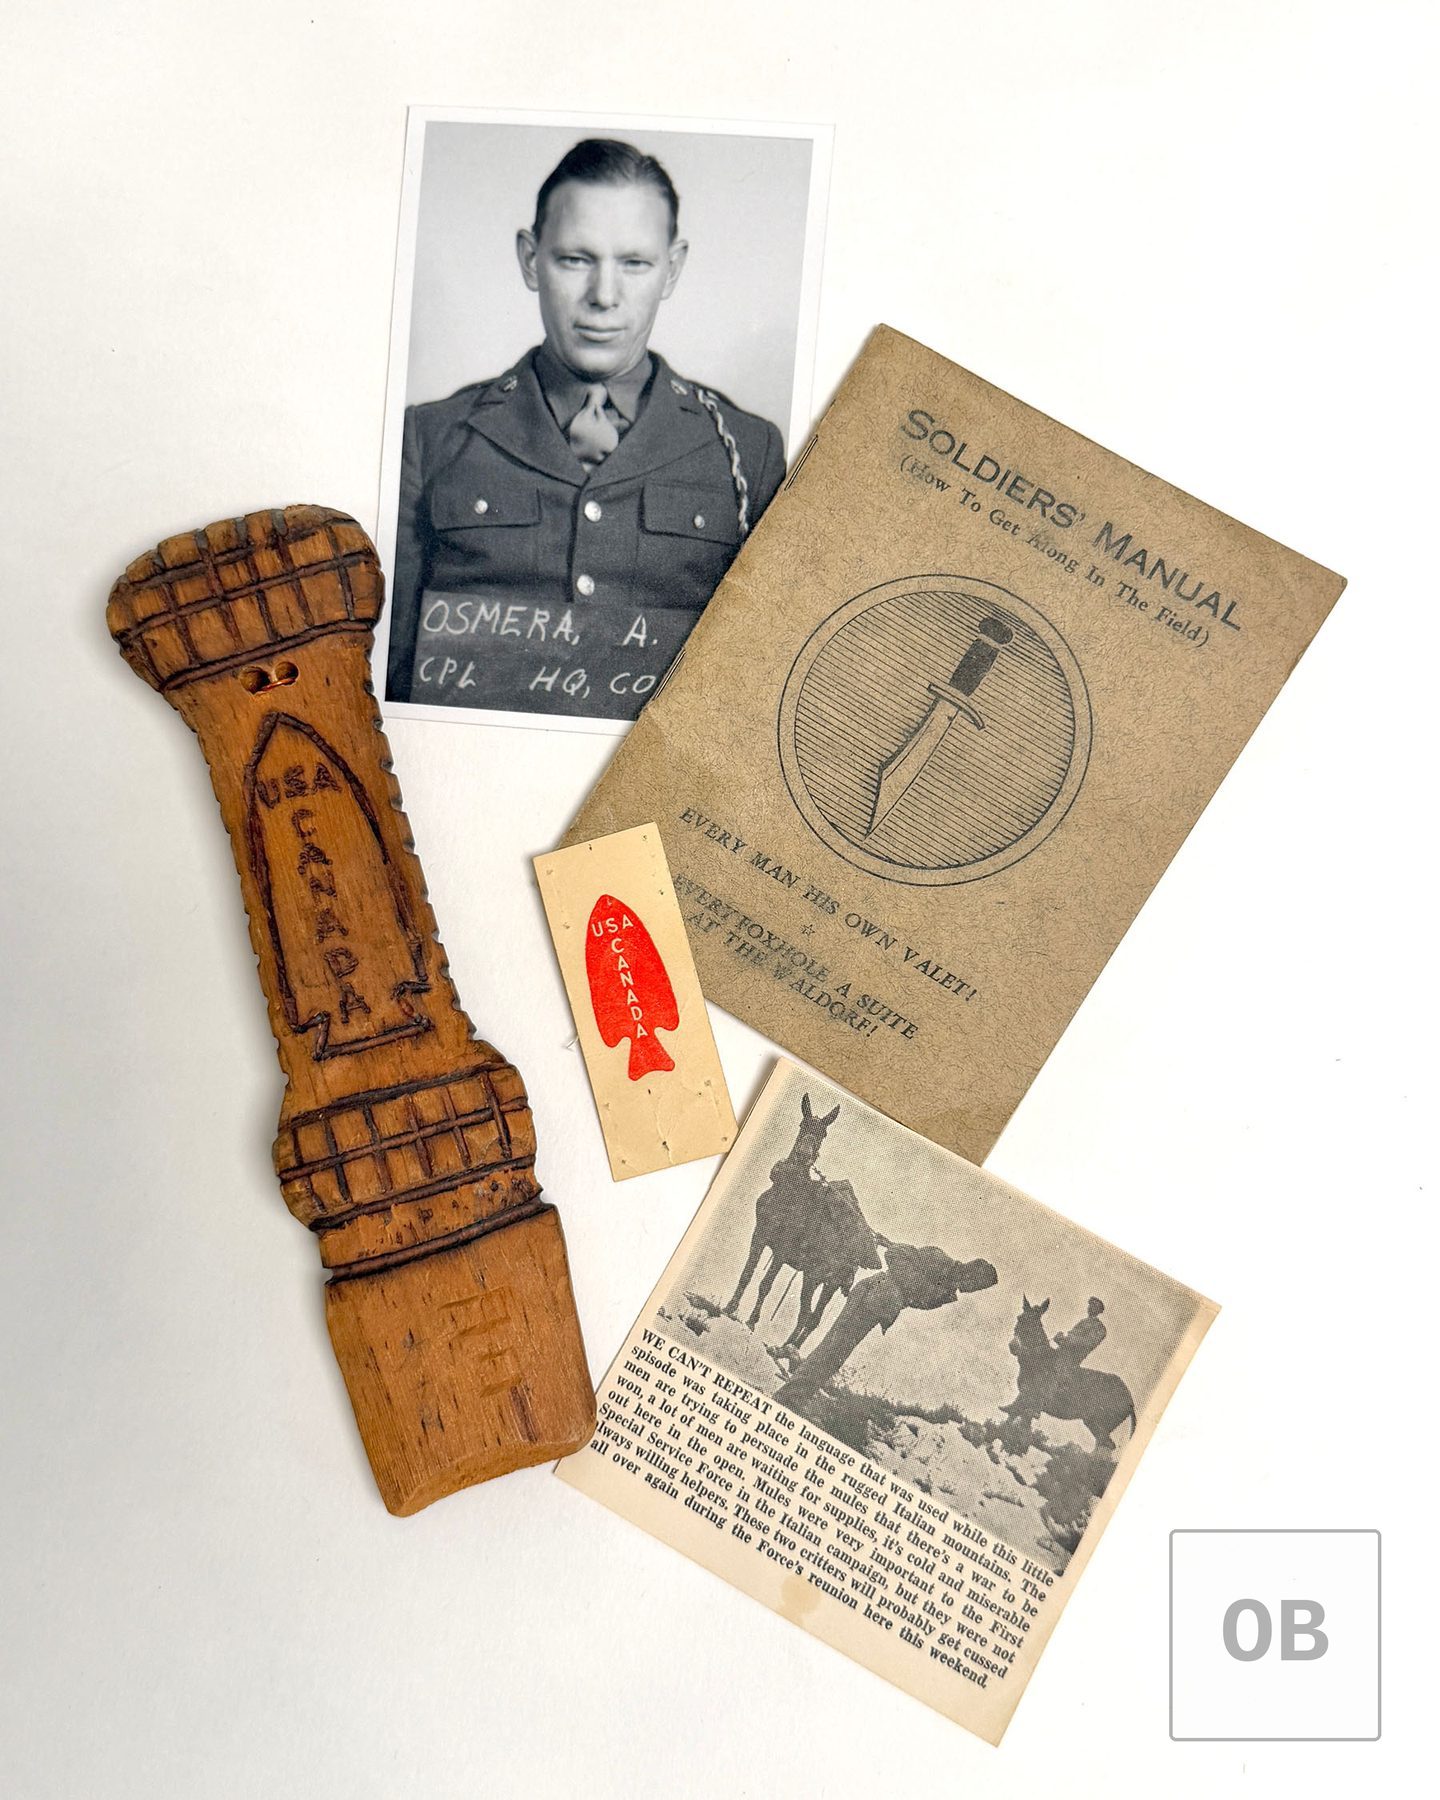 OSMERA, A.
CPL HQ, CO
SOLDIERS' MANUAL
(How To Get Along In The Field)
EVERY MAN HIS OWN VALET!
EVERY FOXHOLE A SUITE
AT THE WALDORF!
USA
CANADA
USA
CANADA
WE CAN'T REPEAT the language that was used while this little
spisode was taking place in the rugged Italian mountains. The
men are trying to persuade the mules that there's a war to be
won, a lot of men are waiting for supplies, it's cold and miserable
out here in the open. Mules were very important to the First
Special Service Force in the Italian campaign, but they were not
always willing helpers. These two critters will probably get cussed
all over again during the Force's reunion here this weekend.
OB